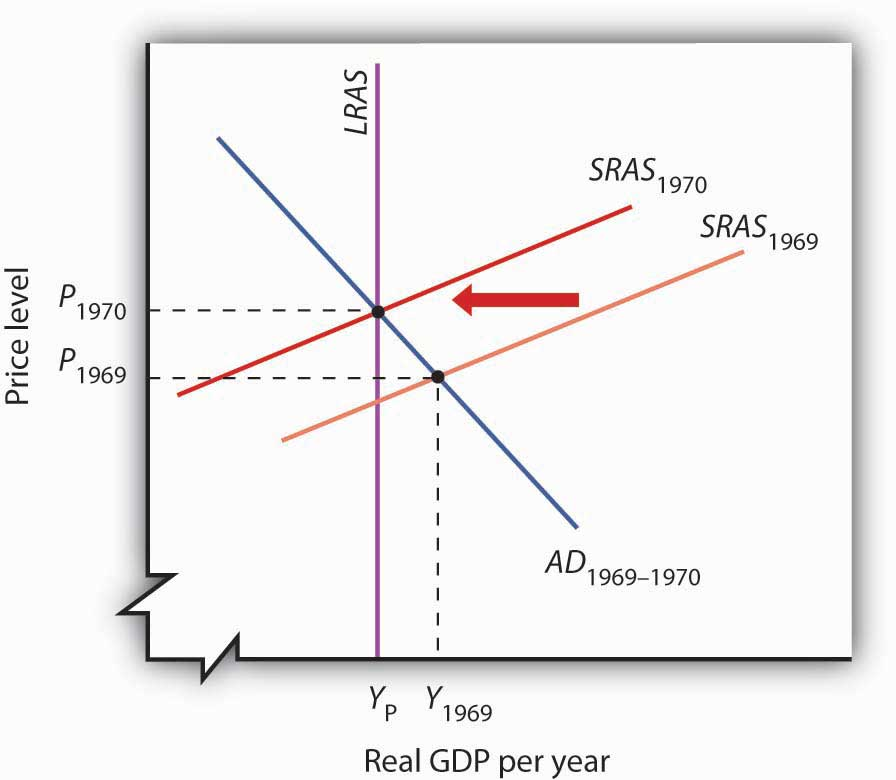 LRAS
SRAS1970
SRAS1969
P1970
P1969
Price level
AD1969–1970
YP
Y1969
Real GDP per year